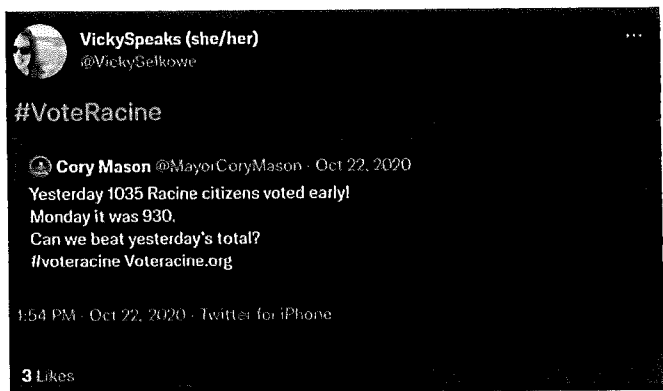 VickySpeaks (she/her)
@VickySelkowe
#VoteRacine
Cory Mason @MayorCoryMason · Oct 22, 2020
Yesterday 1035 Racine citizens voted early!
Monday it was 930.
Can we beat yesterday's total?
#voteracine Voteracine.org
1:54 PM · Oct 22, 2020 · Twitter for iPhone
3 Likes